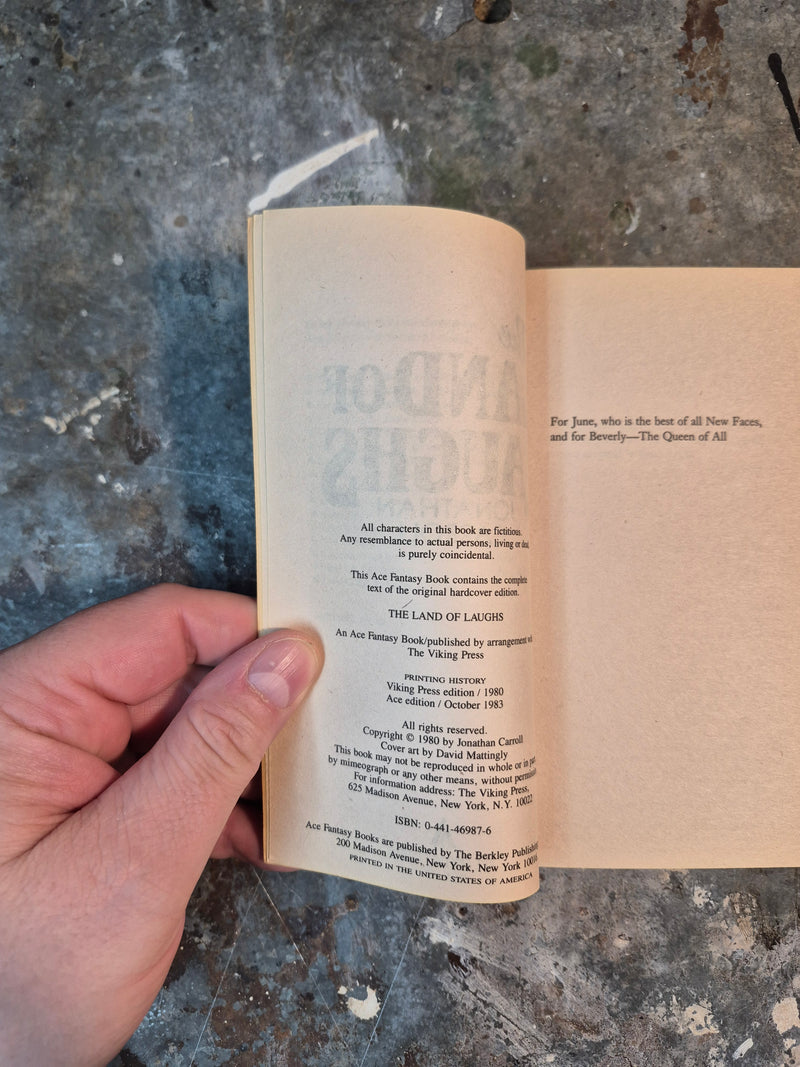 All characters in this book are fictitious.
Any resemblance to actual persons, living or dead,
is purely coincidental.
This Ace Fantasy Book contains the complete
text of the original hardcover edition.
THE LAND OF LAUGHS
An Ace Fantasy Book/published by arrangement
The Viking Press
PRINTING HISTORY
Viking Press edition / 1980
Ace edition / October 1983
All rights reserved.
Copyright © 1980 by Jonathan Carroll
Cover art by David Mattingly
This book may not be reproduced in whole or in part,
by mimeograph or any other means, without
For information address: The Viking Press,
625 Madison Avenue, New York, N.Y. 10022
ISBN: 0-441-46987-6
Ace Fantasy Books are published by The Berkley
200 Madison Avenue, New York, New York
PRINTED IN THE UNITED STATES OF AMERICA
For June, who is the best of all New Faces,
and for Beverly—The Queen of All